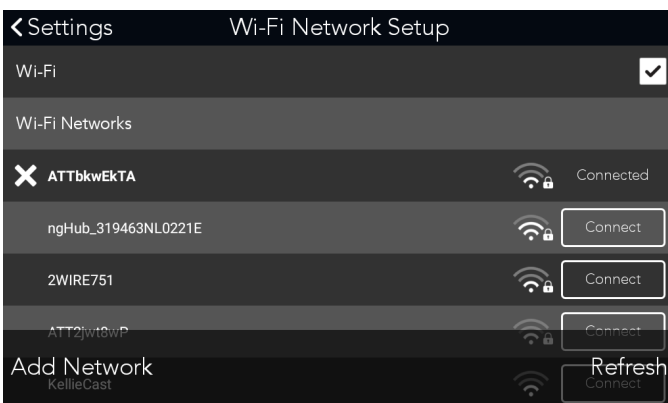 Settings
Wi-Fi Network Setup
Wi-Fi
Wi-Fi Networks
ATTbkwEkTA
Connected
ngHub_319463NL0221E
Connect
2WIRE751
Connect
ATT2jwt8wP
Connect
Add Network
Refresh
KellieCast
Connect